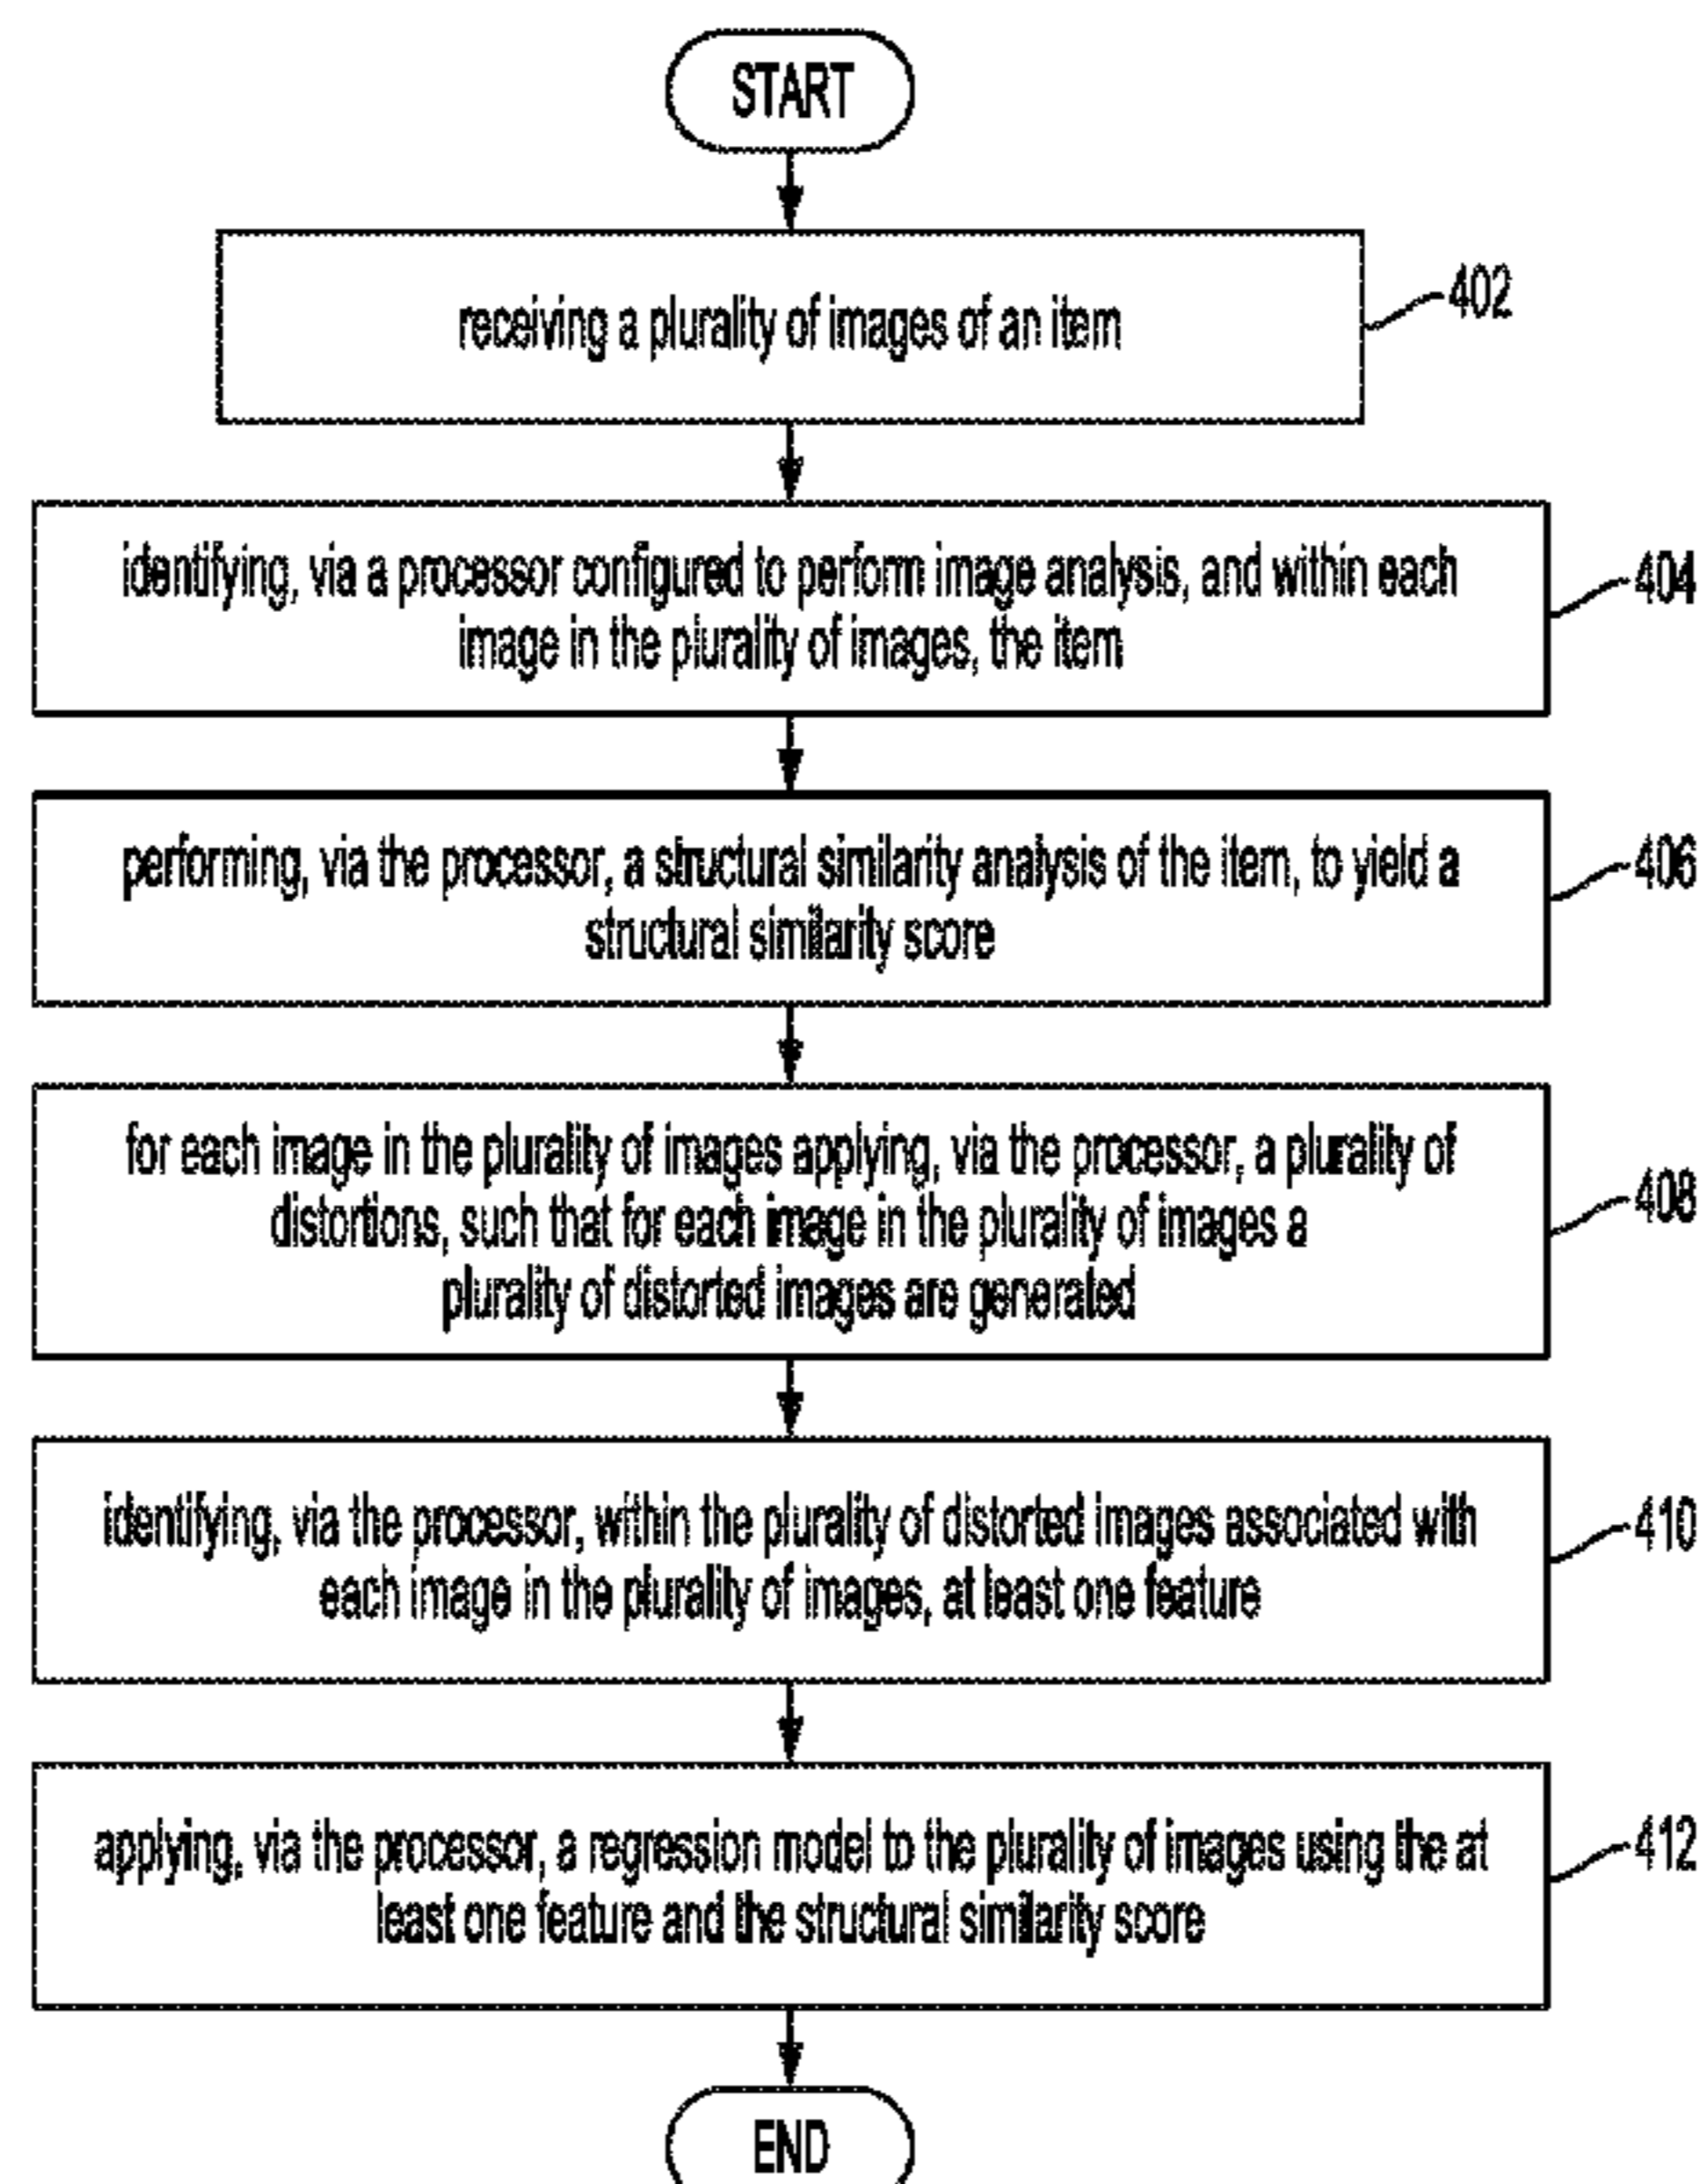 START
receiving a plurality of images of an item
402
identifying, via a processor configured to perform image analysis, and within each
image in the plurality of images, the item
404
performing, via the processor, a structural similarity analysis of the item, to yield a
structural similarity score
406
for each image in the plurality of images applying, via the processor, a plurality of
distortions, such that for each image in the plurality of images a
plurality of distorted images are generated
408
identifying, via the processor, within the plurality of distorted images associated with
each image in the plurality of images, at least one feature
410
applying, via the processor, a regression model to the plurality of images using the at
least one feature and the structural similarity score
412
END